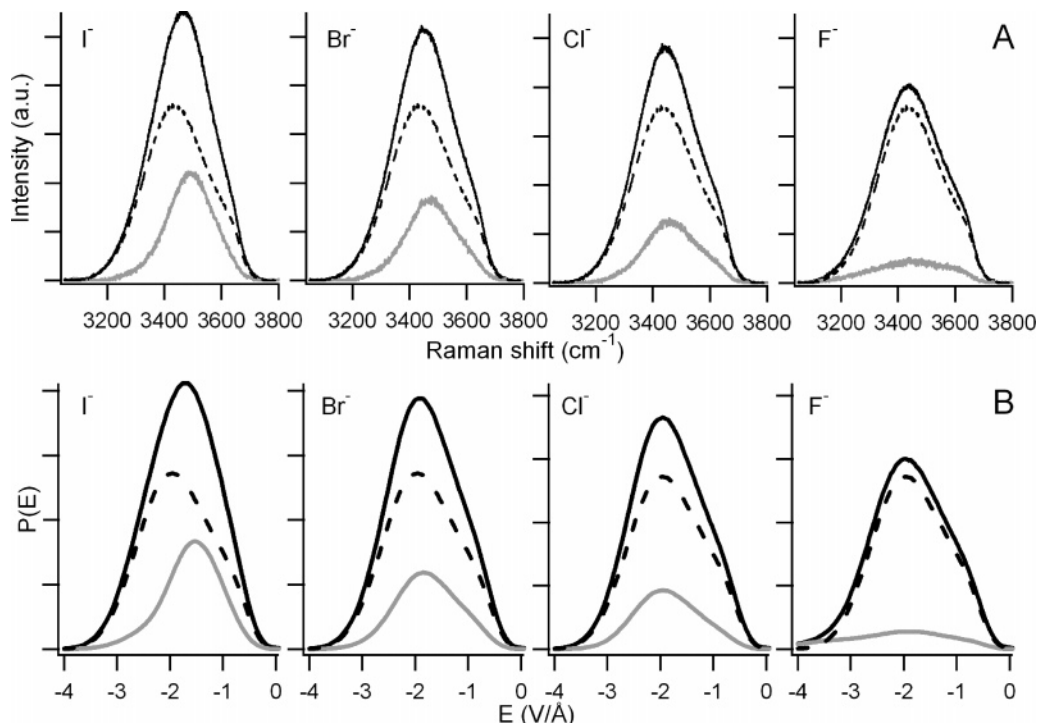 I⁻ Br⁻ Cl⁻ F⁻ A
Intensity (a.u.)
3200 3400 3600 3800 3200 3400 3600 3800 3200 3400 3600 3800 3200 3400 3600 3800
Raman shift (cm⁻¹)
I⁻ Br⁻ Cl⁻ F⁻ B
P(E)
-4 -3 -2 -1 0 -4 -3 -2 -1 0 -4 -3 -2 -1 0 -4 -3 -2 -1 0
E (V/Å)